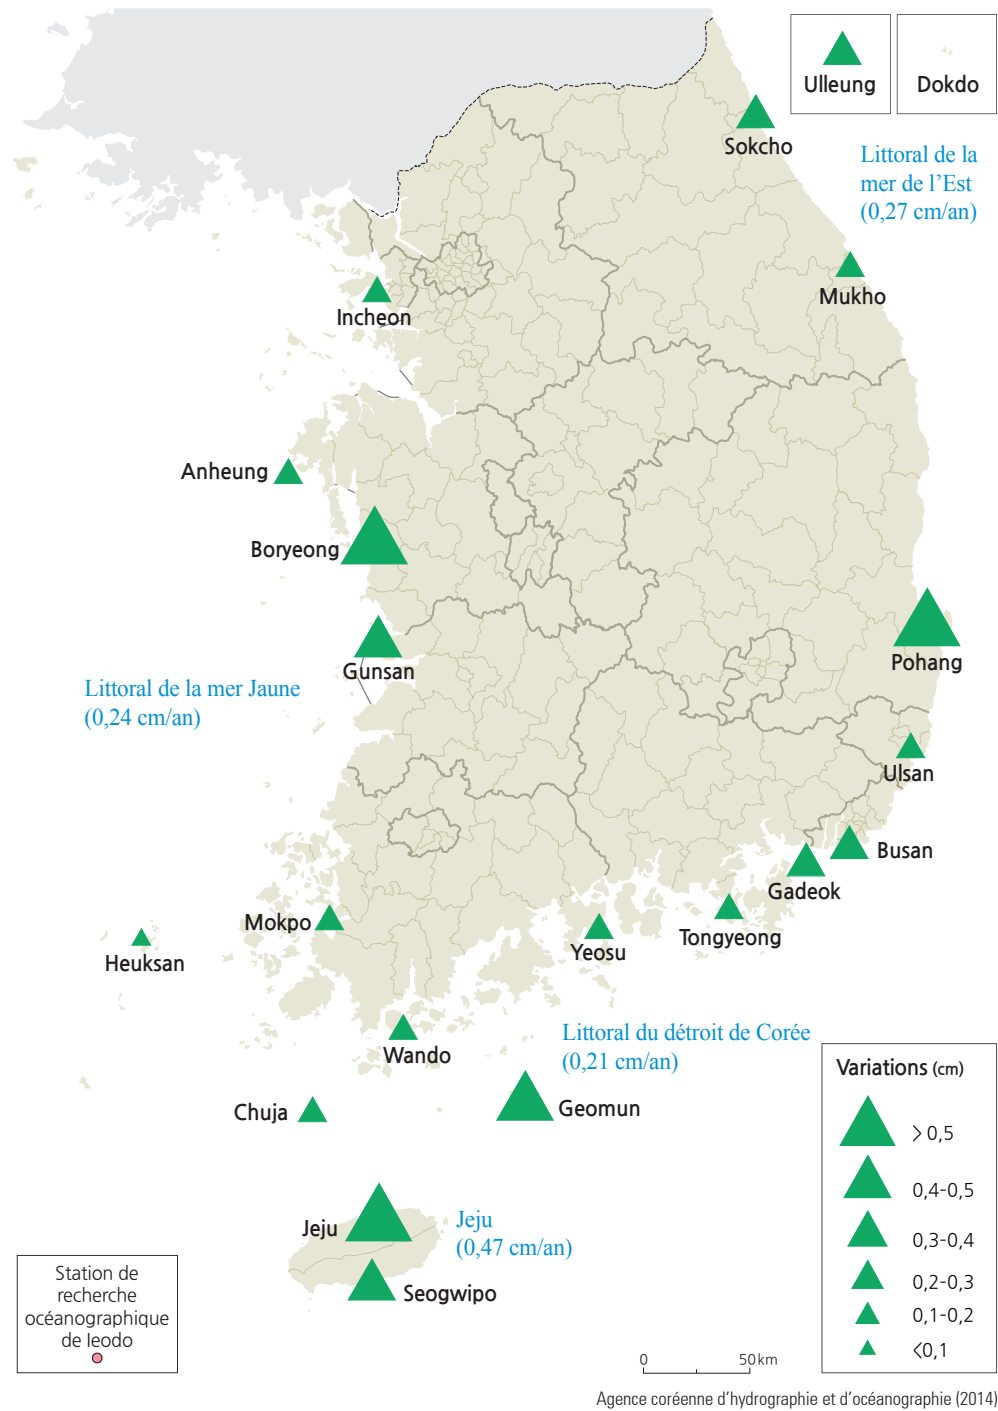 Ulleung
Dokdo
Sokcho
Littoral de la
mer de l’Est
(0,27 cm/an)
Mukho
Incheon
Anheung
Boryeong
Gunsan
Pohang
Littoral de la mer Jaune
(0,24 cm/an)
Ulsan
Busan
Gadeok
Mokpo
Tongyeong
Yeosu
Heuksan
Littoral du détroit de Corée
(0,21 cm/an)
Wando
Chuja
Geomun
Jeju
Jeju
(0,47 cm/an)
Seogwipo
Variations (cm)
> 0,5
0,4-0,5
0,3-0,4
0,2-0,3
0,1-0,2
<0,1
Station de
recherche
océanographique
de Ieodo
0 50 km
Agence coréenne d’hydrographie et d’océanographie (2014)